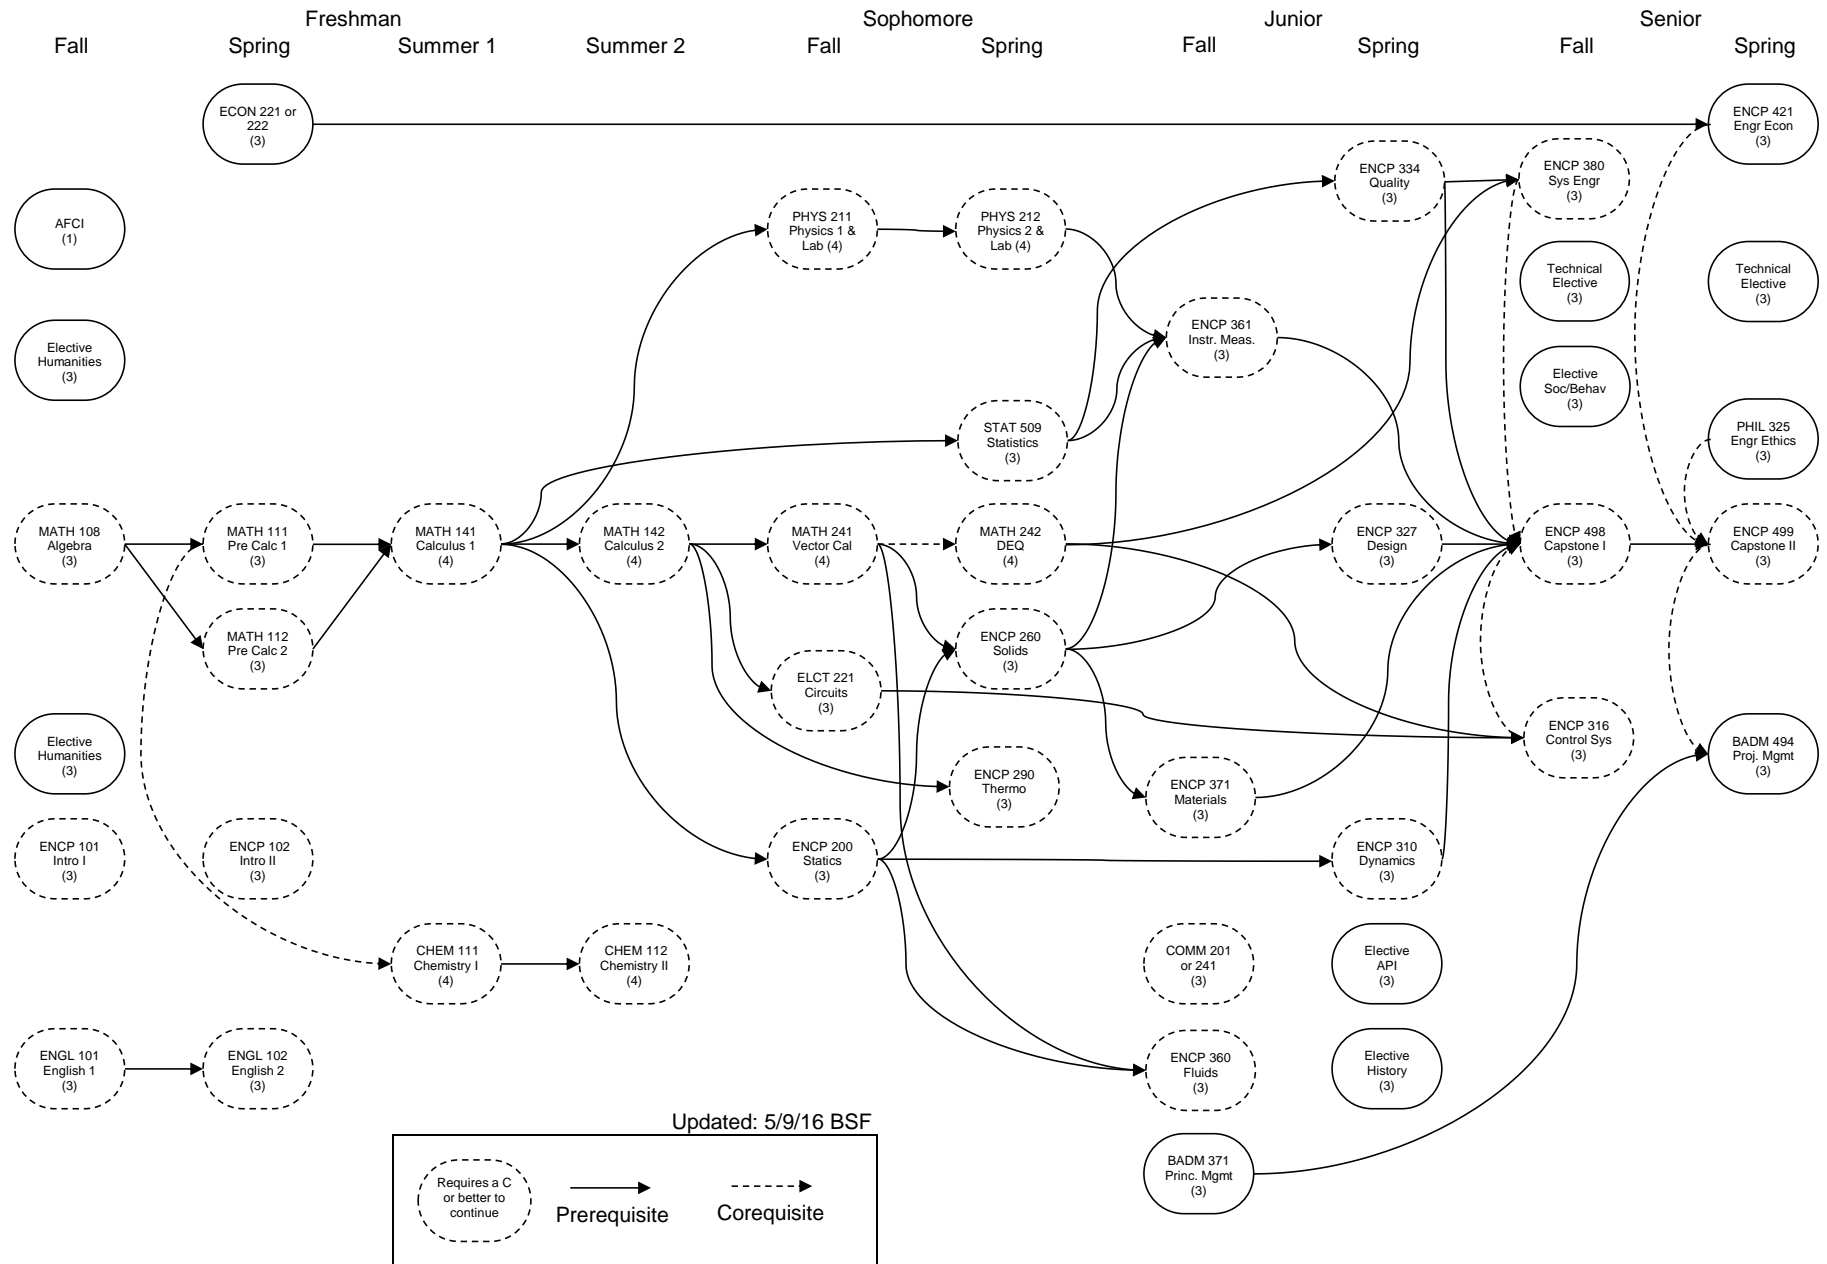 Freshman
Sophomore
Junior
Senior
Fall
Spring
Summer 1
Summer 2
Fall
Spring
Fall
Spring
Fall
Spring
ECON 221 or
222
(3)
ENCP 421
Engr Econ
(3)
ENCP 334
Quality
(3)
ENCP 380
Sys Engr
(3)
AFCI
(1)
PHYS 211
Physics 1 &
Lab (4)
PHYS 212
Physics 2 &
Lab (4)
Technical
Elective
(3)
Technical
Elective
(3)
Elective
Humanities
(3)
ENCP 361
Instr. Meas.
(3)
Elective
Soc/Behav
(3)
STAT 509
Statistics
(3)
PHIL 325
Engr Ethics
(3)
MATH 108
Algebra
(3)
MATH 111
Pre Calc 1
(3)
MATH 141
Calculus 1
(4)
MATH 142
Calculus 2
(4)
MATH 241
Vector Cal
(4)
MATH 242
DEQ
(4)
ENCP 327
Design
(3)
ENCP 498
Capstone I
(3)
ENCP 499
Capstone II
(3)
MATH 112
Pre Calc 2
(3)
ENCP 260
Solids
(3)
ELCT 221
Circuits
(3)
Elective
Humanities
(3)
ENCP 316
Control Sys
(3)
BADM 494
Proj. Mgmt
(3)
ENCP 290
Thermo
(3)
ENCP 371
Materials
(3)
ENCP 101
Intro I
(3)
ENCP 102
Intro II
(3)
ENCP 200
Statics
(3)
ENCP 310
Dynamics
(3)
CHEM 111
Chemistry I
(4)
CHEM 112
Chemistry II
(4)
COMM 201
or 241
(3)
Elective
API
(3)
ENGL 101
English 1
(3)
ENGL 102
English 2
(3)
ENCP 360
Fluids
(3)
Elective
History
(3)
Updated: 5/9/16 BSF
BADM 371
Princ. Mgmt
(3)
Requires a C
or better to
continue
Prerequisite
Corequisite